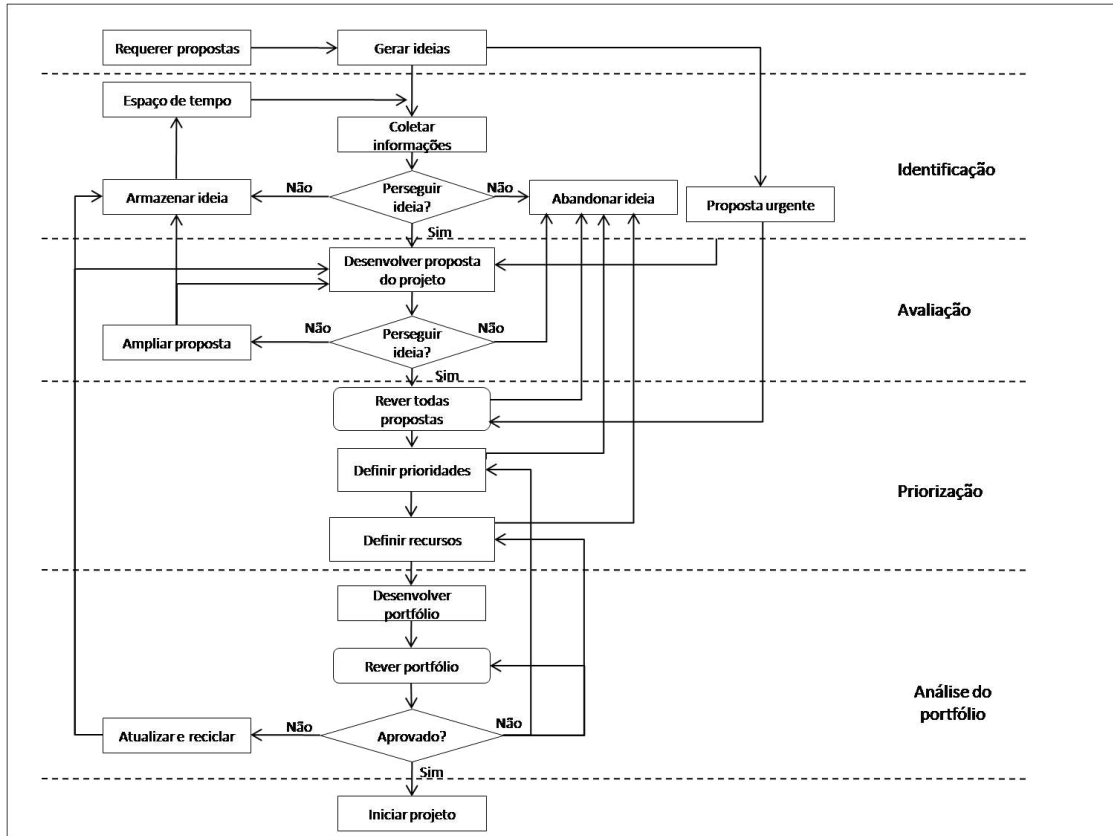 Requerer propostas
Gerar ideias
Espaço de tempo
Coletar
informações
Identificação
Armazenar ideia
Não
Perseguir
ideia?
Não
Abandonar ideia
Proposta urgente
Sim
Desenvolver proposta
do projeto
Avaliação
Ampliar proposta
Não
Perseguir
ideia?
Não
Sim
Rever todas
propostas
Definir prioridades
Priorização
Definir recursos
Desenvolver
portfólio
Rever portfólio
Análise do
portfólio
Atualizar e reciclar
Não
Aprovado?
Não
Sim
Iniciar projeto